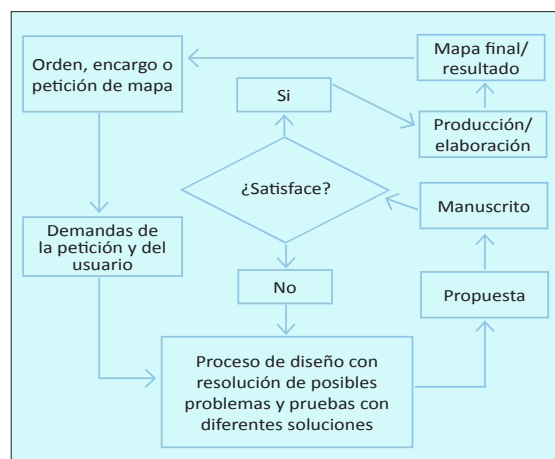 Orden, encargo o
petición de mapa
Mapa final/
resultado
Si
Producción/
elaboración
¿Satisface?
Manuscrito
Demandas de
la petición y del
usuario
No
Propuesta
Proceso de diseño con
resolución de posibles
problemas y pruebas con
diferentes soluciones